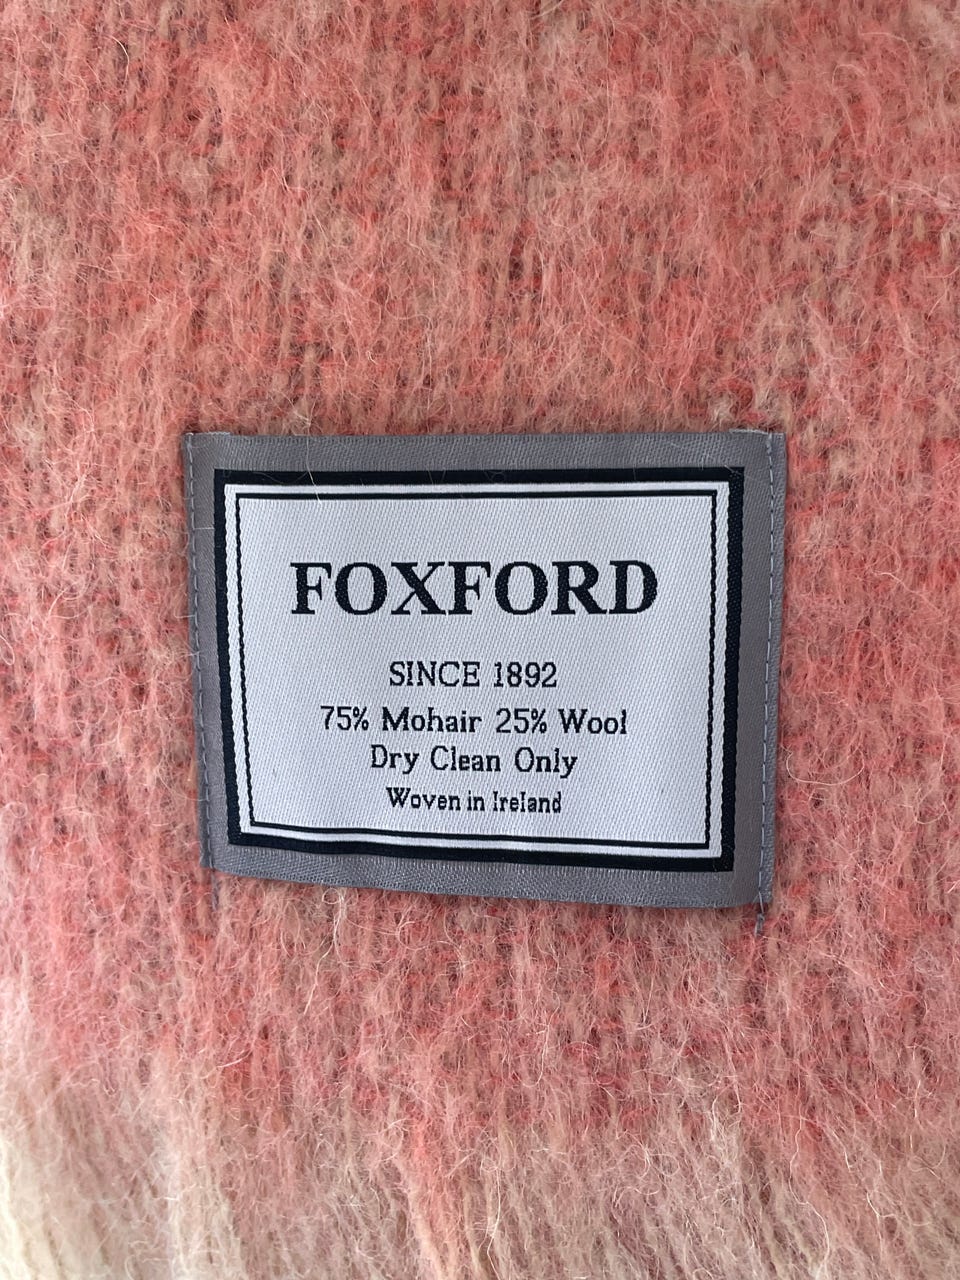 FOXFORD
SINCE 1892
75% Mohair 25% Wool
Dry Clean Only
Woven in Ireland